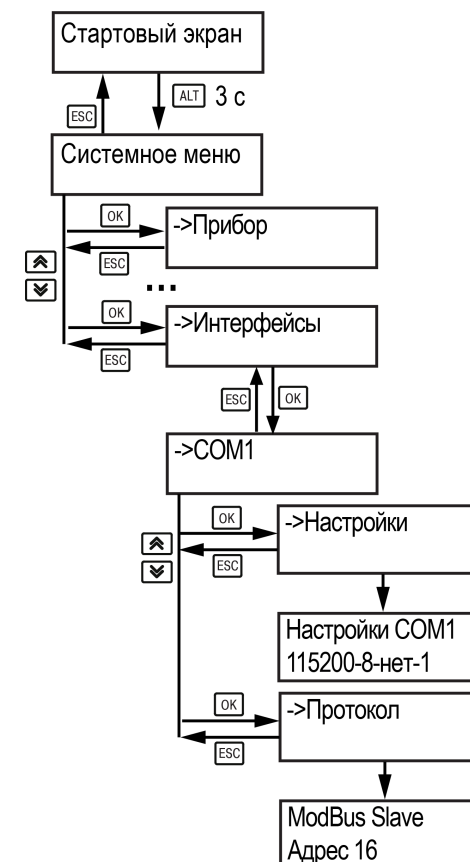 Стартовый экран
ESC
ALT 3 с
Системное меню
OK
->Прибор
ESC
...
OK
->Интерфейсы
ESC
ESC
OK
->COM1
OK
->Настройки
ESC
Настройки COM1
115200-8-нет-1
OK
->Протокол
ESC
ModBus Slave
Адрес 16